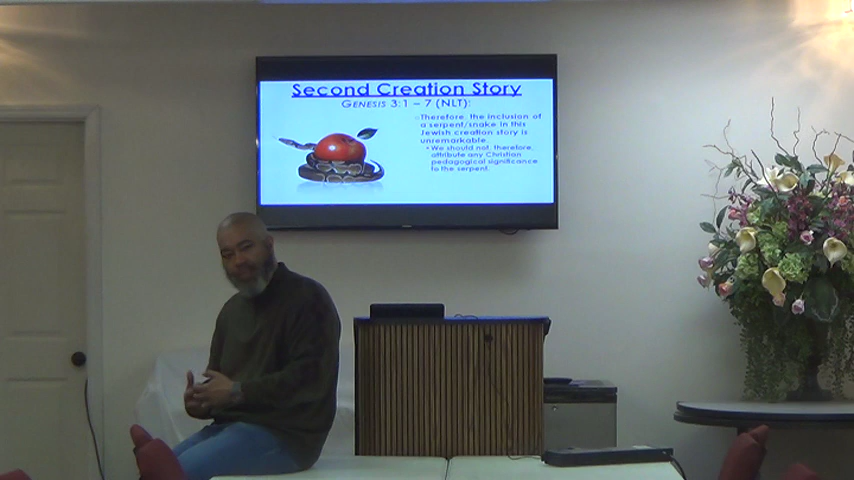 Second Creation Story
Genesis 3:1 – 7 (NLT):
Therefore, the inclusion of
a serpent/snake in this
Jewish creation story is
unremarkable.
• We should not, therefore,
attribute any Christian
pedagogical significance
to the serpent.